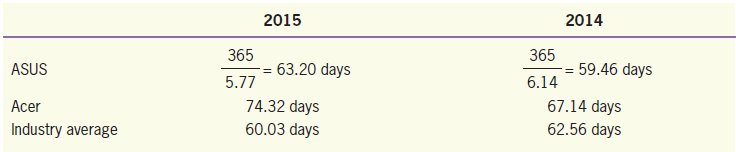 2015 2014
ASUS 365/5.77 = 63.20 days 365/6.14 = 59.46 days
Acer 74.32 days 67.14 days
Industry average 60.03 days 62.56 days